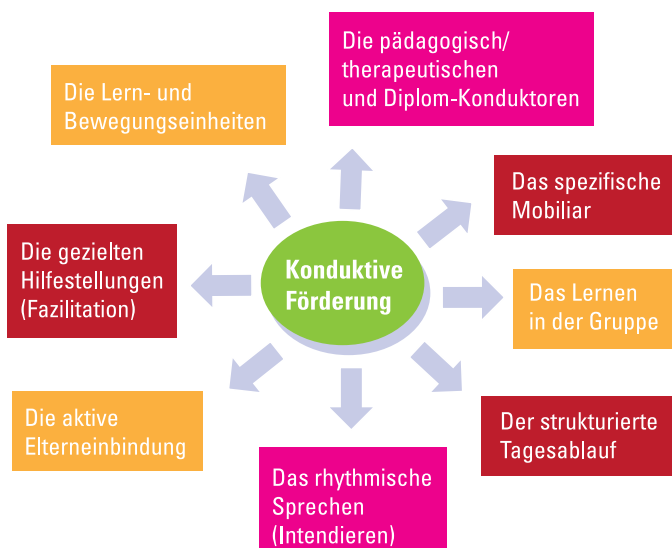 Die pädagogisch/
therapeutischen
und Diplom-Konduktoren
Die Lern- und
Bewegungseinheiten
Das spezifische
Mobiliar
Die gezielten
Hilfestellungen
(Fazilitation)
Konduktive
Förderung
Das Lernen
in der Gruppe
Die aktive
Elterneinbindung
Der strukturierte
Tagesablauf
Das rhythmische
Sprechen
(Intendieren)